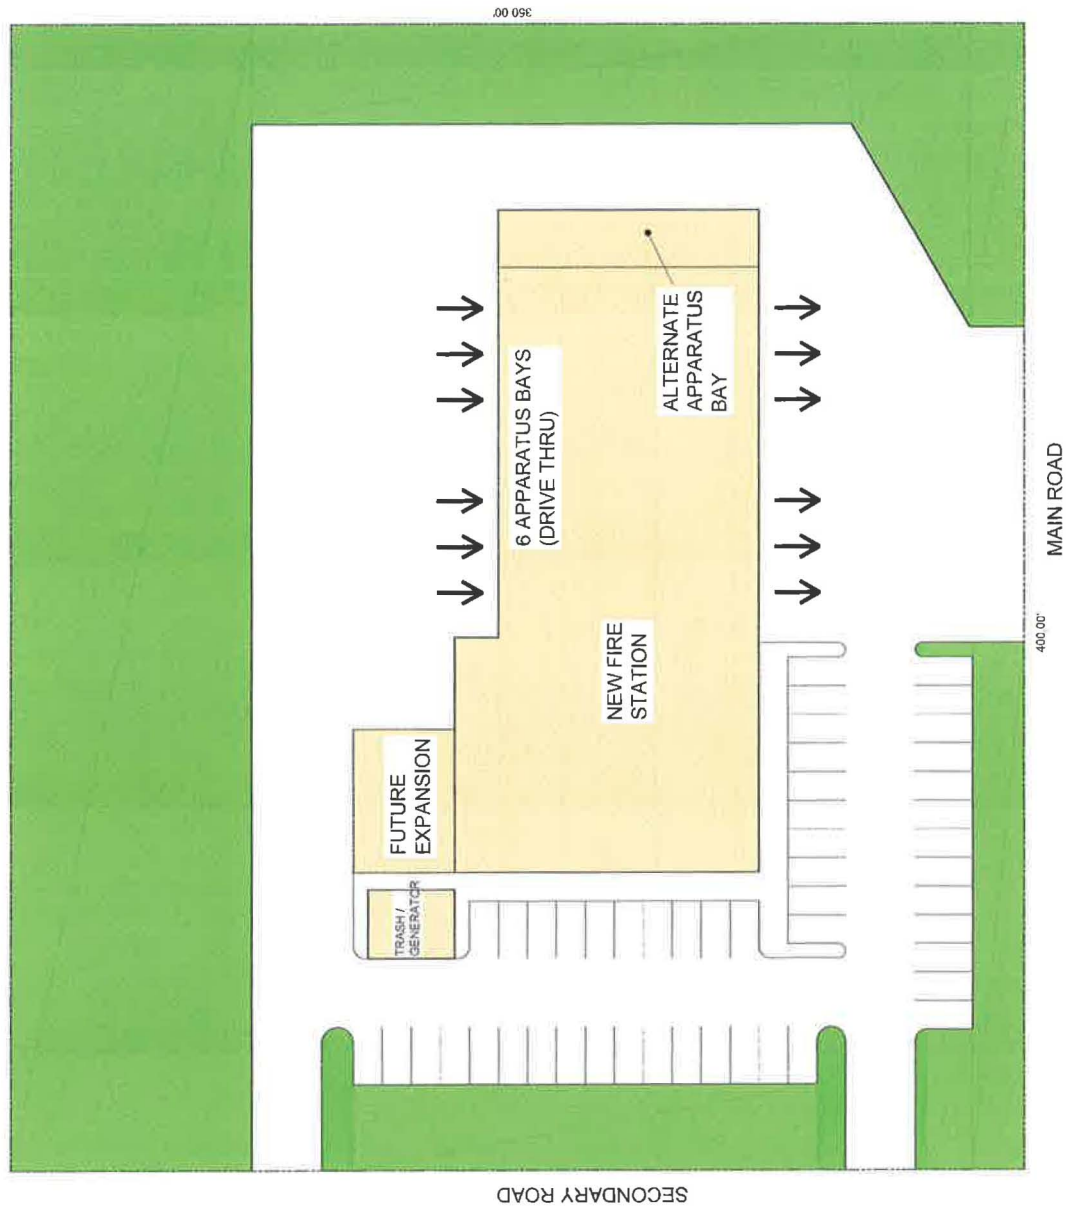 350.00'
6 APPARATUS BAYS
(DRIVE THRU)
ALTERNATE
APPARATUS
BAY
NEW FIRE
STATION
FUTURE
EXPANSION
TRASH /
GENERATOR
MAIN ROAD
400.00'
SECONDARY ROAD